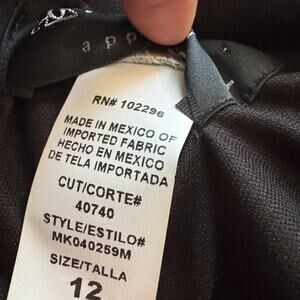 RN# 102296
MADE IN MEXICO OF
IMPORTED FABRIC
HECHO EN MEXICO
DE TELA IMPORTADA
CUT/CORTE#
40740
STYLE/ESTILO#
MK040259M
SIZE/TALLA
12